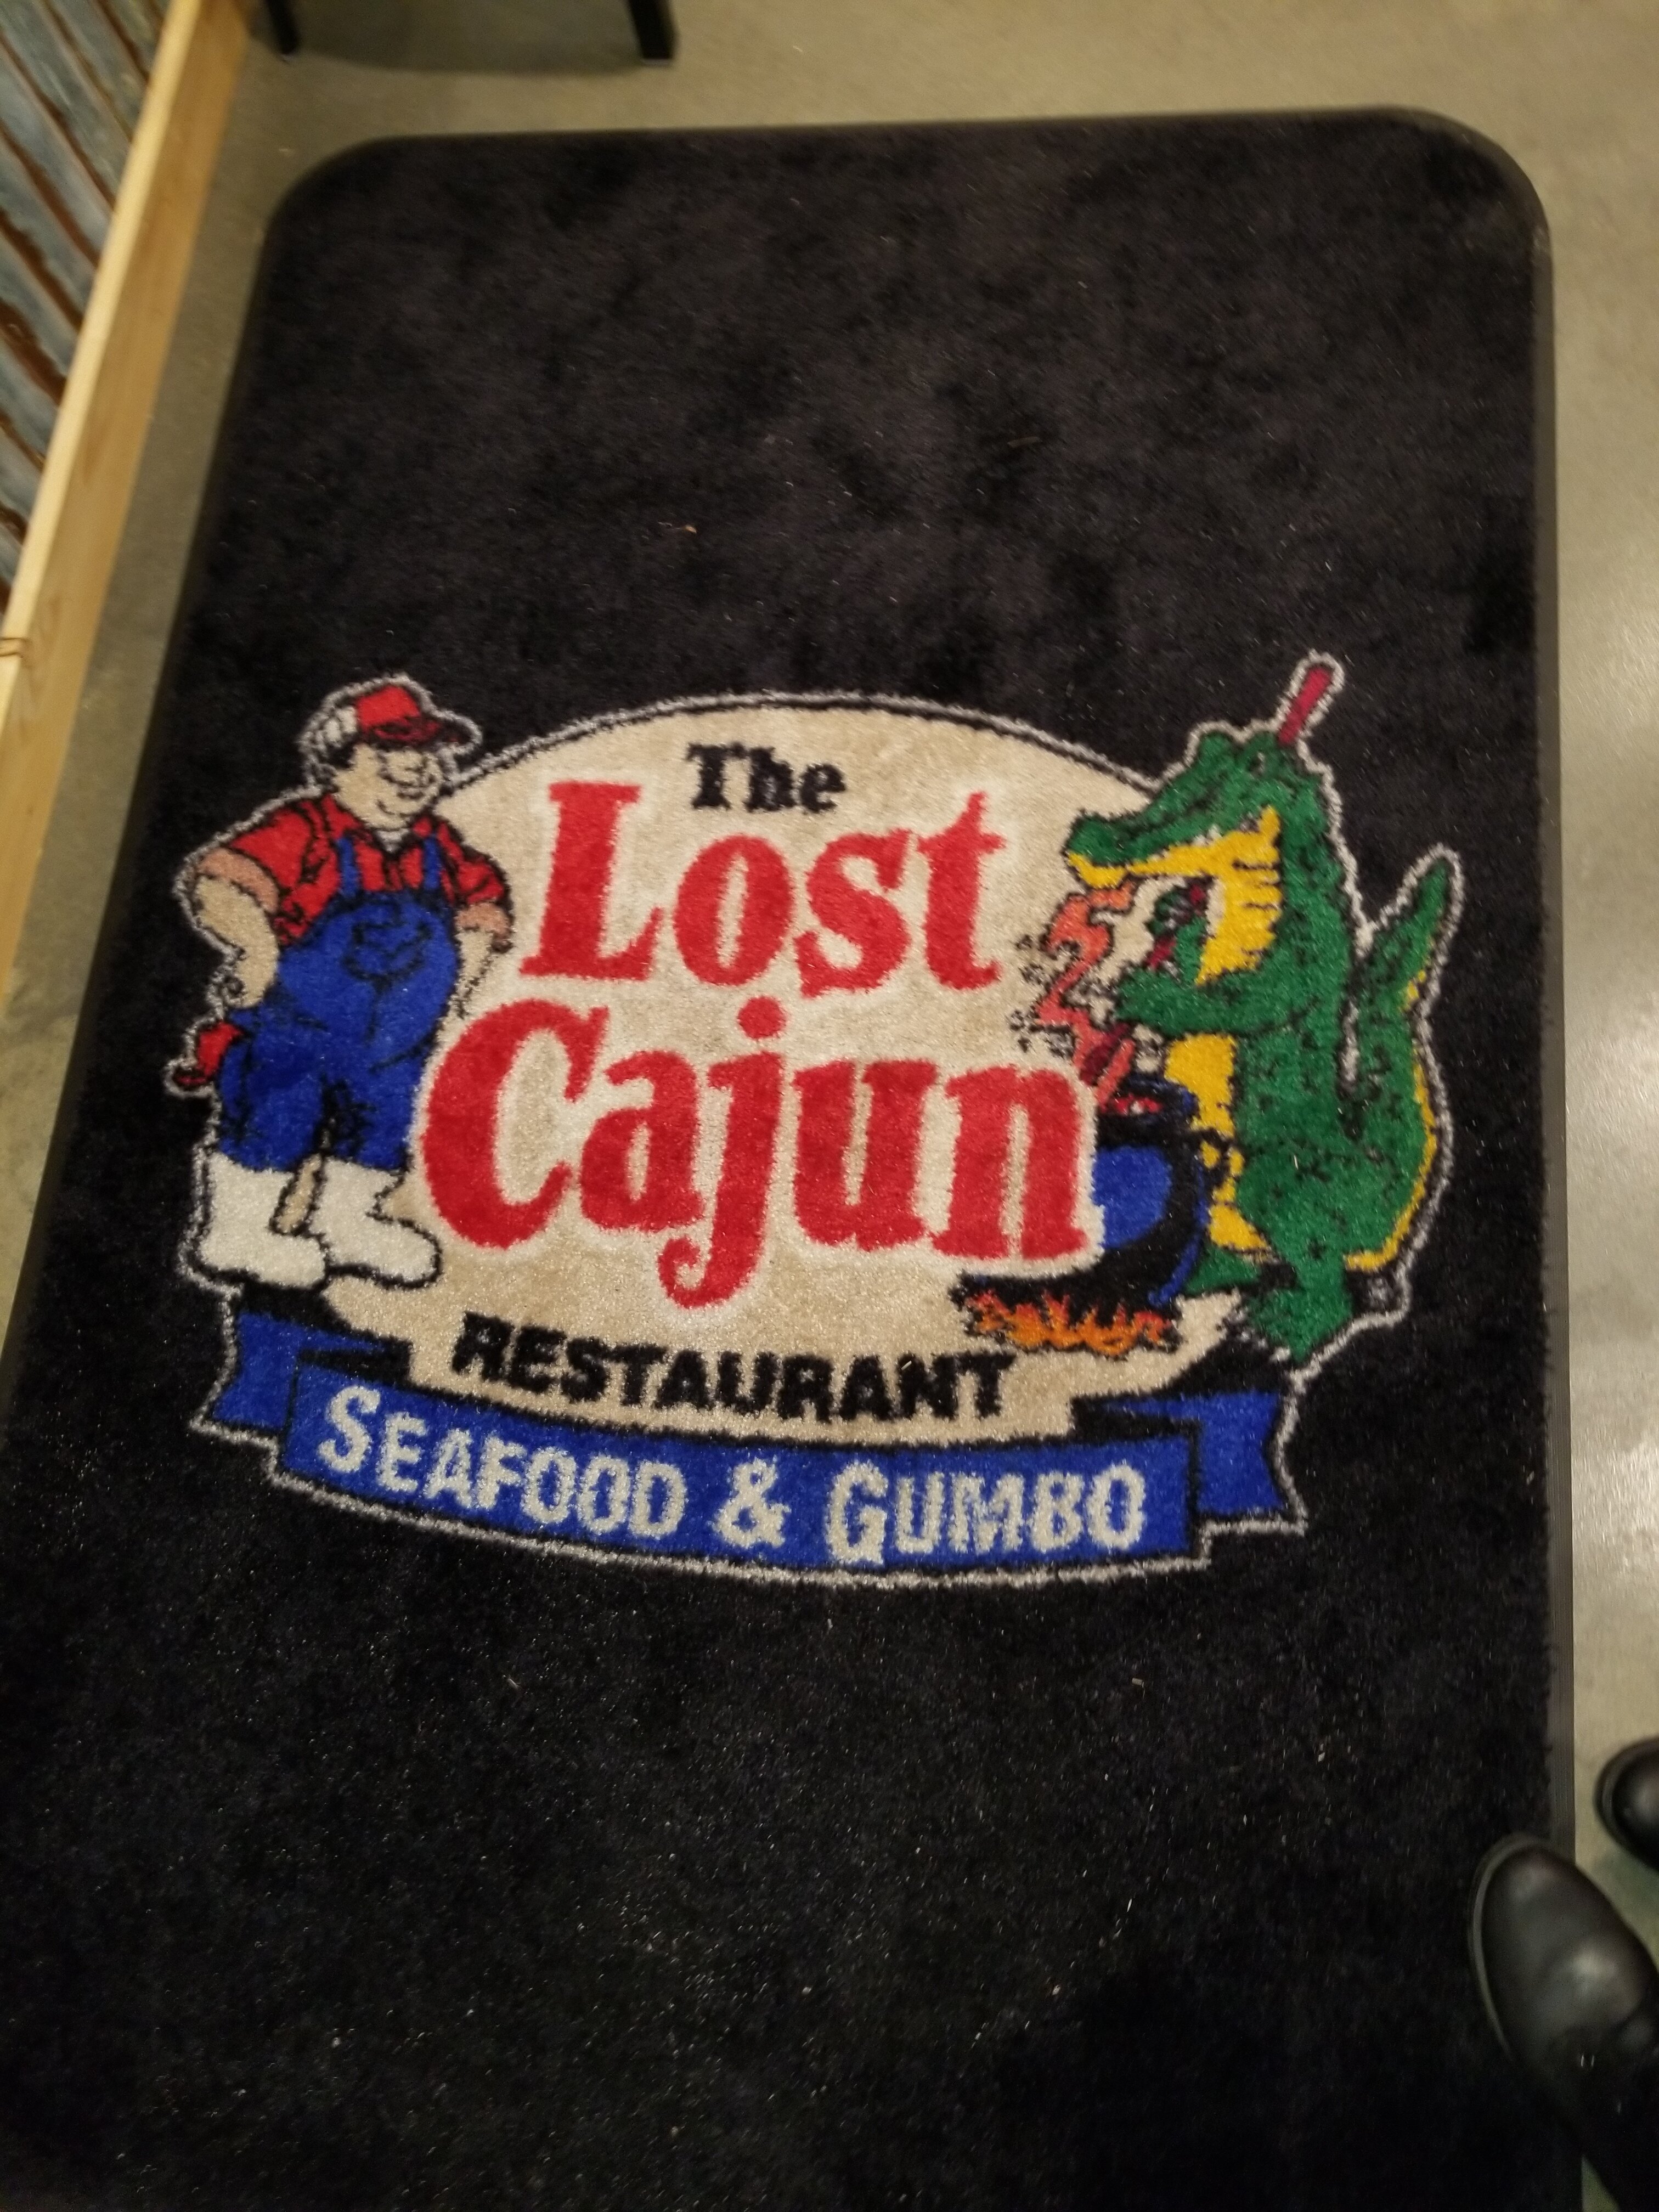 The
Lost
Cajun
RESTAURANT
SEAFOOD & GUMBO